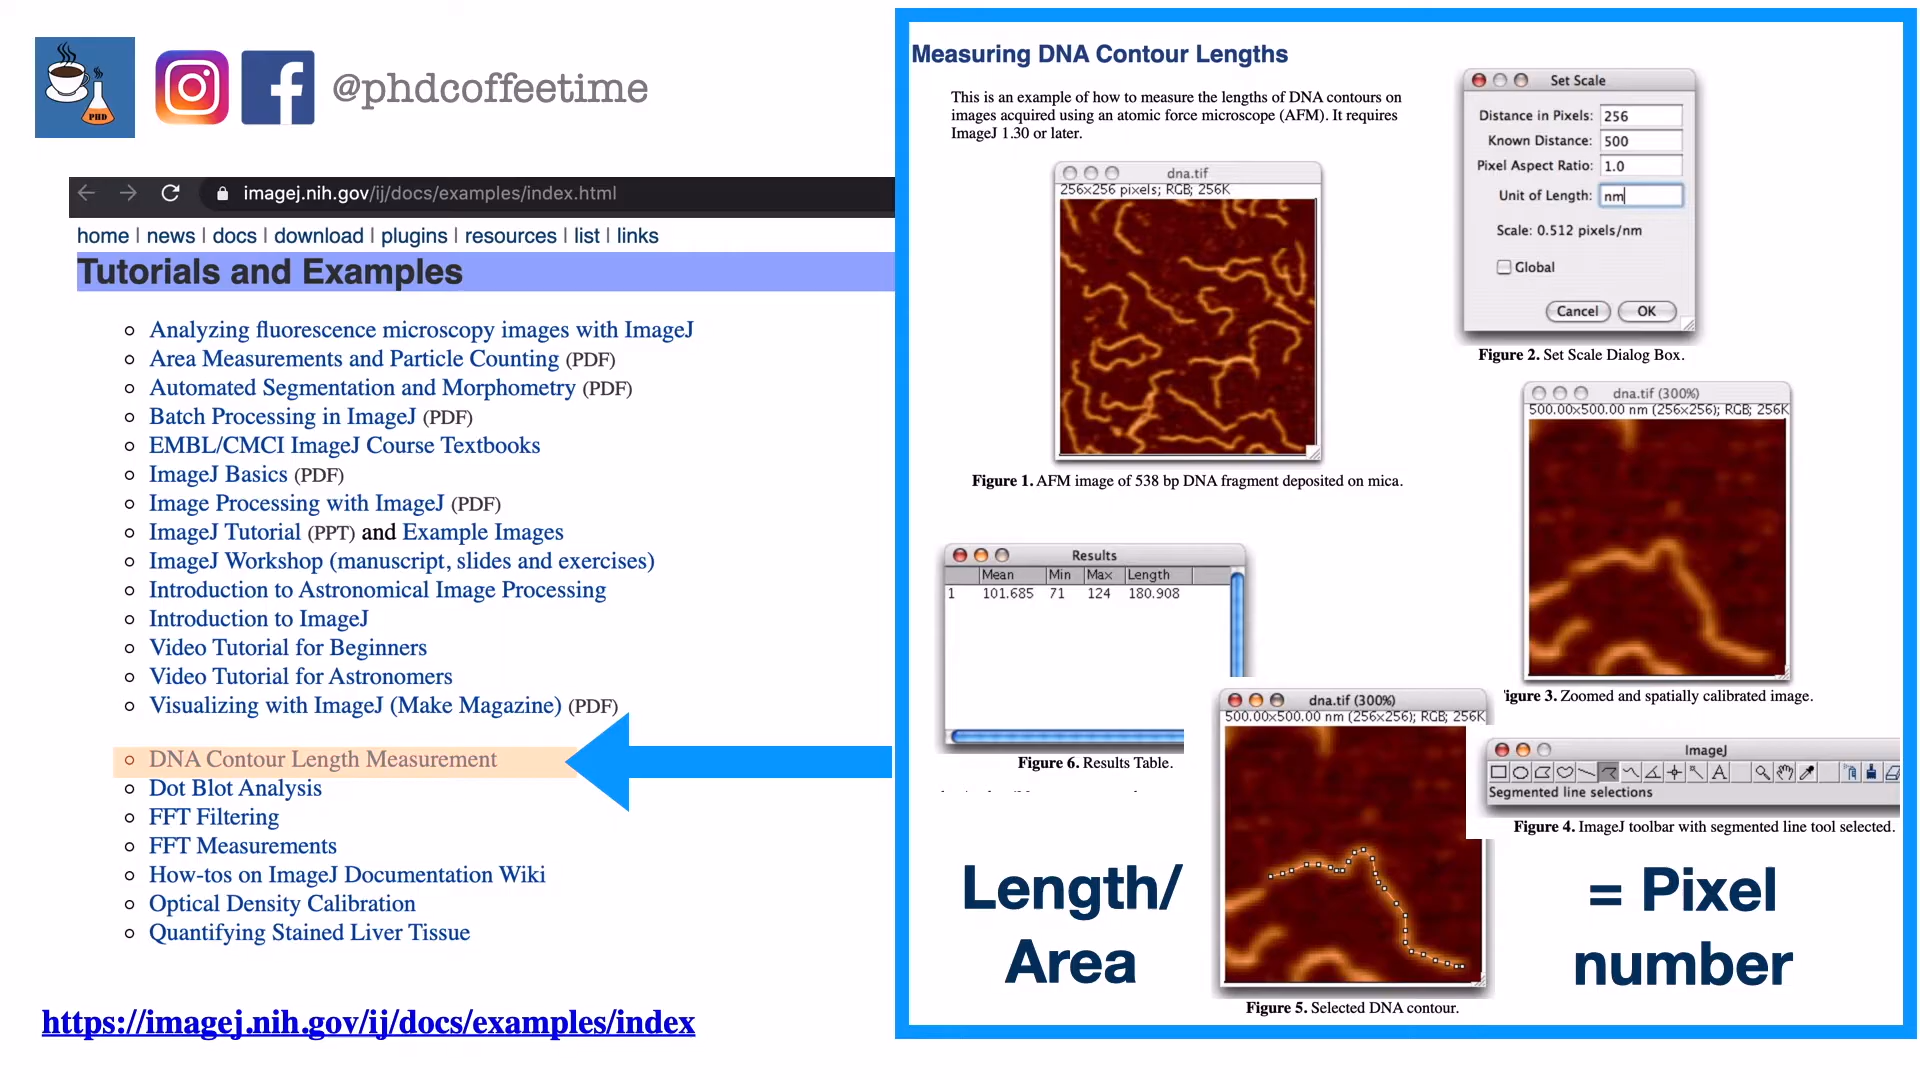 PHD
@phdcoffeetime
imagej.nih.gov/ij/docs/examples/index.html
home | news | docs | download | plugins | resources | list | links
Tutorials and Examples
Analyzing fluorescence microscopy images with ImageJ
Area Measurements and Particle Counting (PDF)
Automated Segmentation and Morphometry (PDF)
Batch Processing in ImageJ (PDF)
EMBL/CMCI ImageJ Course Textbooks
ImageJ Basics (PDF)
Image Processing with ImageJ (PDF)
ImageJ Tutorial (PPT) and Example Images
ImageJ Workshop (manuscript, slides and exercises)
Introduction to Astronomical Image Processing
Introduction to ImageJ
Video Tutorial for Beginners
Video Tutorial for Astronomers
Visualizing with ImageJ (Make Magazine) (PDF)
DNA Contour Length Measurement
Dot Blot Analysis
FFT Filtering
FFT Measurements
How-tos on ImageJ Documentation Wiki
Optical Density Calibration
Quantifying Stained Liver Tissue
https://imagej.nih.gov/ij/docs/examples/index
Measuring DNA Contour Lengths
This is an example of how to measure the lengths of DNA contours on
images acquired using an atomic force microscope (AFM). It requires
ImageJ 1.30 or later.
dna.tif
256x256 pixels; RGB; 256K
Figure 1. AFM image of 538 bp DNA fragment deposited on mica.
Set Scale
Distance in Pixels: 256
Known Distance: 500
Pixel Aspect Ratio: 1.0
Unit of Length: nm
Scale: 0.512 pixels/nm
Global
Cancel OK
Figure 2. Set Scale Dialog Box.
dna.tif (300%)
500.00x500.00 nm (256x256); RGB; 256K
igure 3. Zoomed and spatially calibrated image.
Results
Mean Min Max Length
1 101.685 71 124 180.908
Figure 6. Results Table.
dna.tif (300%)
500.00x500.00 nm (256x256); RGB; 256K
Figure 5. Selected DNA contour.
ImageJ
A
Segmented line selections
Figure 4. ImageJ toolbar with segmented line tool selected.
Length/
Area
= Pixel
number